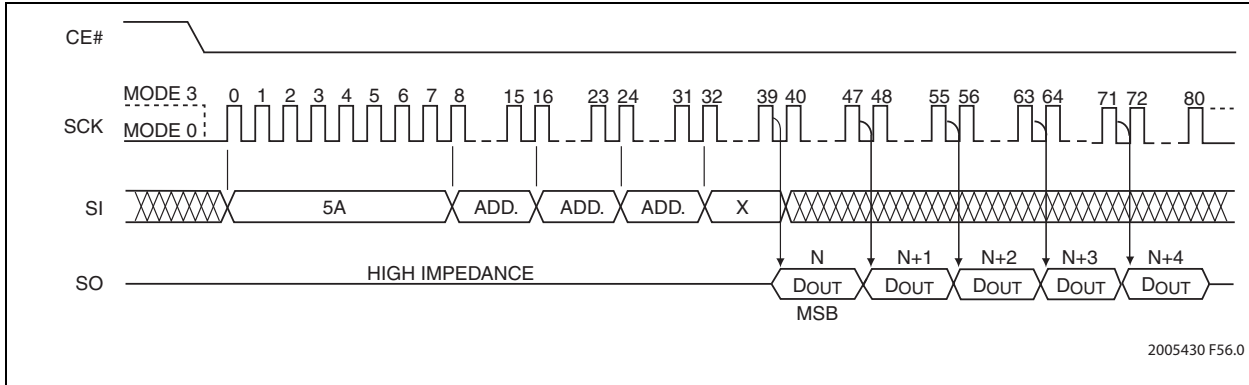 CE#
MODE 3
0 1 2 3 4 5 6 7 8 15 16 23 24 31 32 39 40 47 48 55 56 63 64 71 72 80
SCK
MODE 0
SI
5A ADD. ADD. ADD. X
N N+1 N+2 N+3 N+4
HIGH IMPEDANCE
SO
DOUT DOUT DOUT DOUT DOUT
MSB
2005430 F56.0